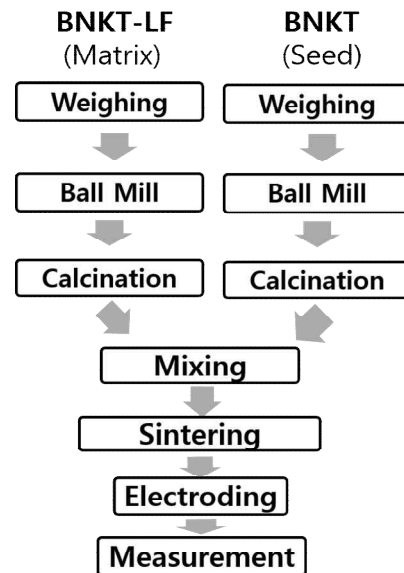 BNKT-LF
(Matrix)
BNKT
(Seed)
Weighing
Weighing
Ball Mill
Ball Mill
Calcination
Calcination
Mixing
Sintering
Electroding
Measurement